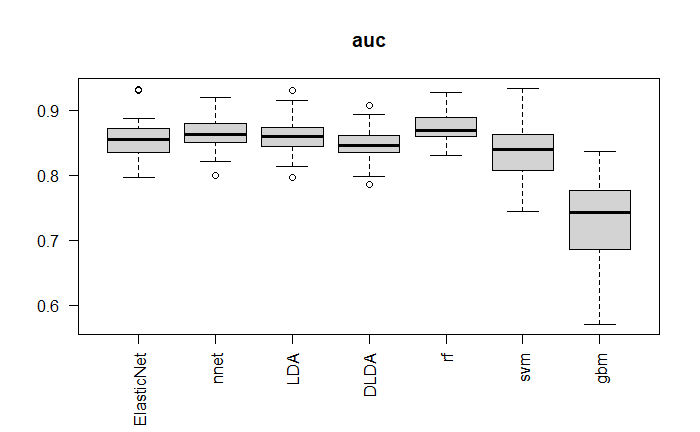 auc
0.9
0.8
0.7
0.6
ElasticNet
nnet
LDA
DLDA
rf
svm
gbm